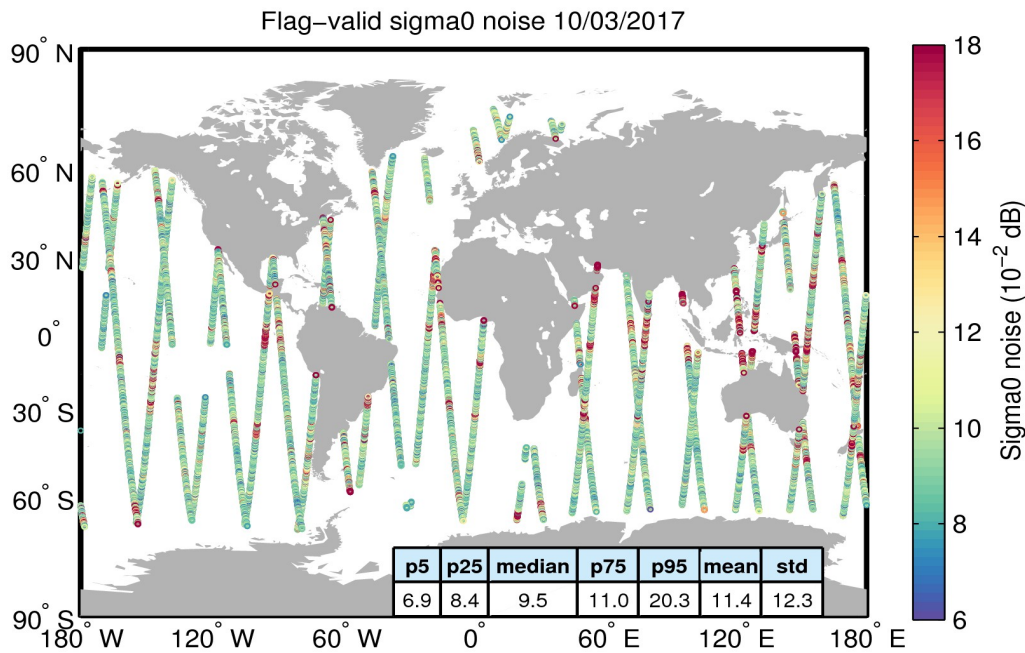 Flag−valid sigma0 noise 10/03/2017
90° N
60° N
30° N
0°
30° S
60° S
90° S
180° W
120° W
60° W
0°
60° E
120° E
180° E
p5 p25 median p75 p95 mean std
6.9 8.4 9.5 11.0 20.3 11.4 12.3
18
16
14
12
10
8
6
Sigma0 noise (10⁻² dB)